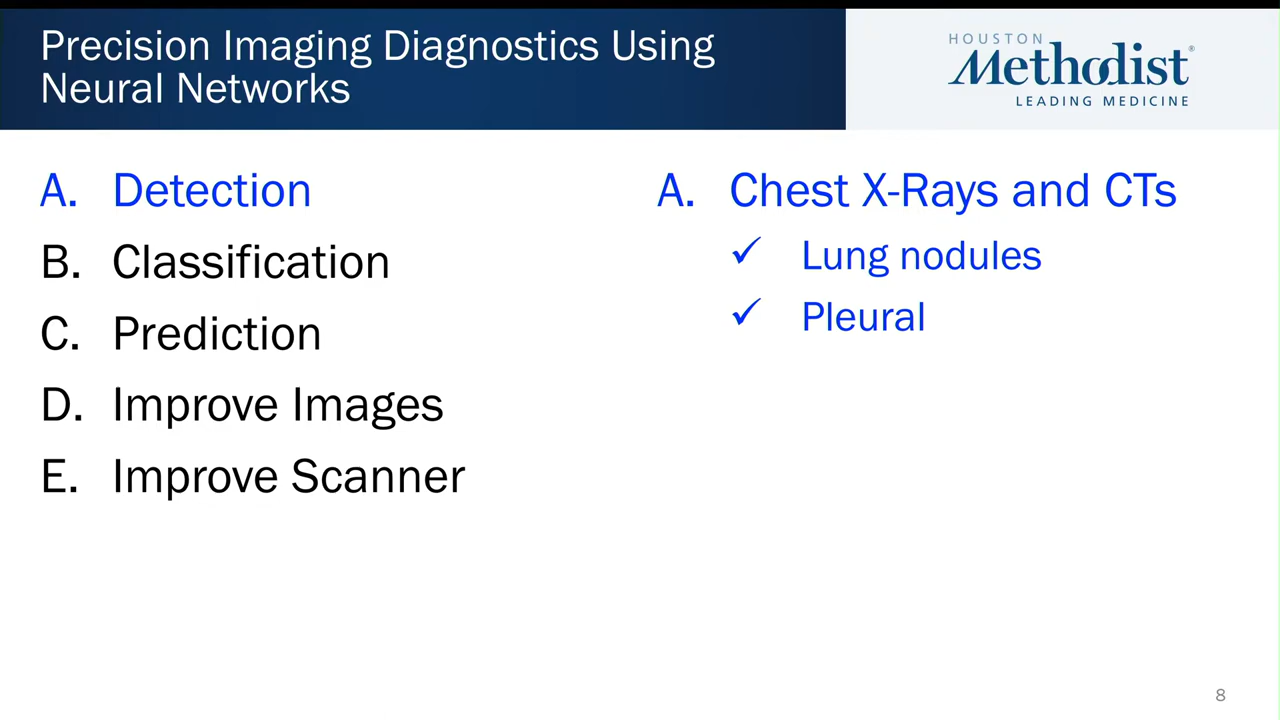 Precision Imaging Diagnostics Using
Neural Networks
HOUSTON
Methodist®
LEADING MEDICINE
A. Detection
B. Classification
C. Prediction
D. Improve Images
E. Improve Scanner
A. Chest X-Rays and CTs
✓ Lung nodules
✓ Pleural
8